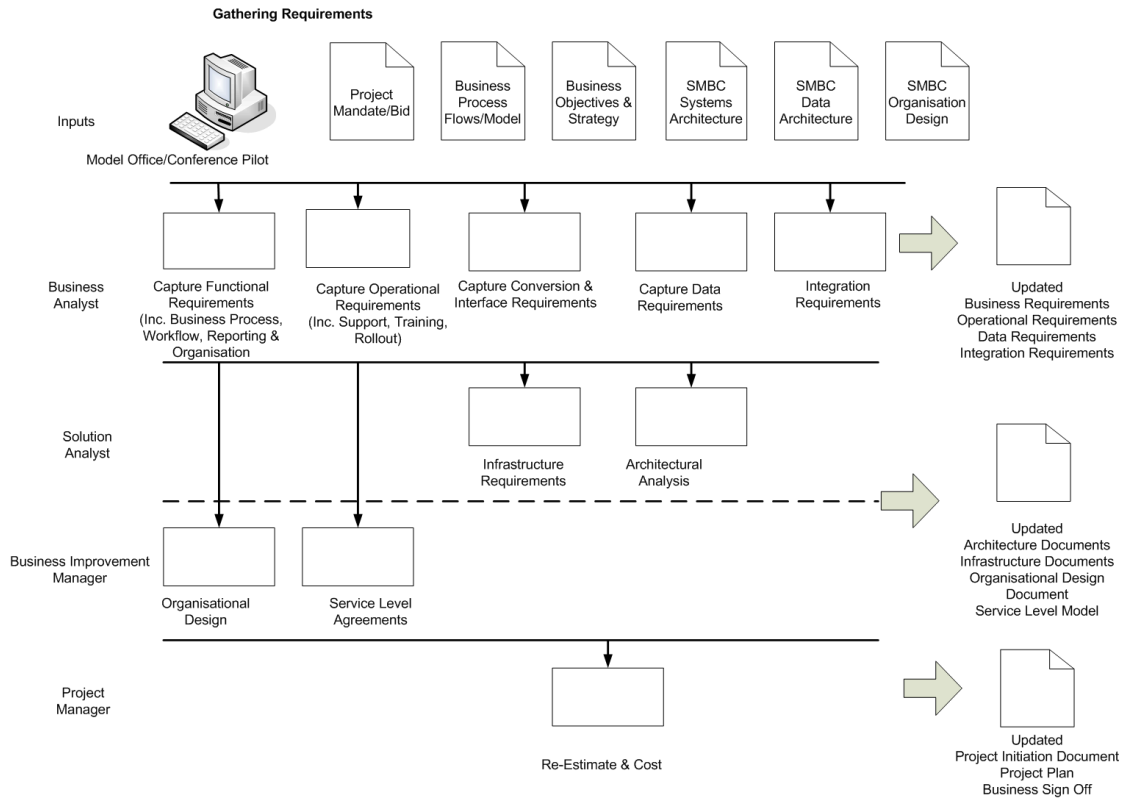 Gathering Requirements
Inputs
Model Office/Conference Pilot
Project
Mandate/Bid
Business
Process
Flows/Model
Business
Objectives &
Strategy
SMBC
Systems
Architecture
SMBC
Data
Architecture
SMBC
Organisation
Design
Business
Analyst
Capture Functional
Requirements
(Inc. Business Process,
Workflow, Reporting &
Organisation
Capture Operational
Requirements
(Inc. Support, Training,
Rollout)
Capture Conversion &
Interface Requirements
Capture Data
Requirements
Integration
Requirements
Updated
Business Requirements
Operational Requirements
Data Requirements
Integration Requirements
Solution
Analyst
Infrastructure
Requirements
Architectural
Analysis
Updated
Architecture Documents
Infrastructure Documents
Organisational Design
Document
Service Level Model
Business Improvement
Manager
Organisational
Design
Service Level
Agreements
Project
Manager
Re-Estimate & Cost
Updated
Project Initiation Document
Project Plan
Business Sign Off